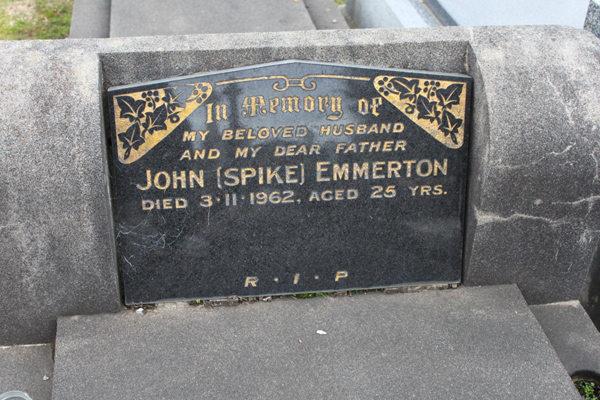 In Memory of
MY BELOVED HUSBAND
AND MY DEAR FATHER
JOHN (SPIKE) EMMERTON
DIED 3·11·1962, AGED 25 YRS.
R·I·P